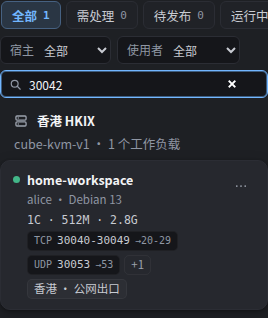 全部 1 需处理 0 待发布 0 运行中
宿主 全部 使用者 全部
30042 ×
香港 HKIX
cube-kvm-v1 • 1 个工作负载
home-workspace ...
alice • Debian 13
1C · 512M · 2.8G
TCP 30040-30049 →20-29
UDP 30053 →53 +1
香港 • 公网出口